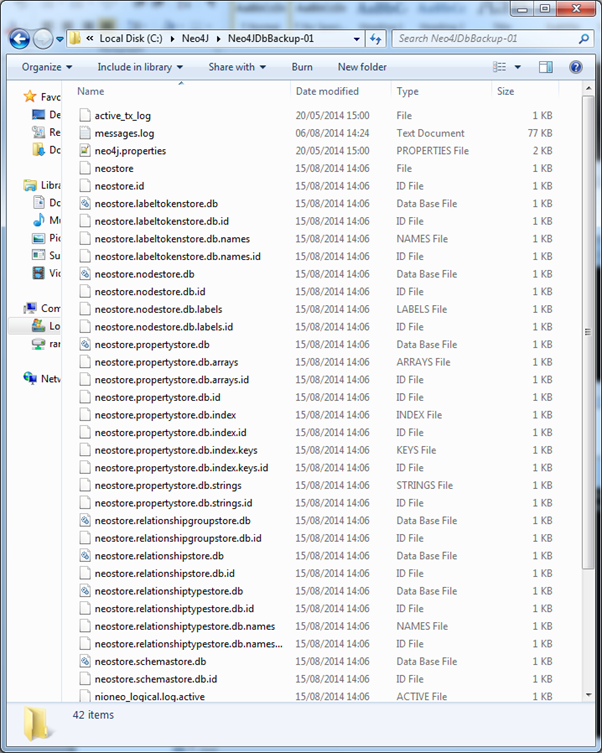 « Local Disk (C:) ▸ Neo4J ▸ Neo4JDbBackup-01
Search Neo4JDbBackup-01
Organize Include in library Share with Burn New folder
Name Date modified Type Size
Favo
De
Re
Do
Libra
Do
Mu
Pic
Su
Vic
Com
Lo
rar
Netw
active_tx_log 20/05/2014 15:00 File 1 KB
messages.log 06/08/2014 14:24 Text Document 77 KB
neo4j.properties 20/05/2014 15:00 PROPERTIES File 2 KB
neostore 15/08/2014 14:06 File 1 KB
neostore.id 15/08/2014 14:06 ID File 1 KB
neostore.labeltokenstore.db 15/08/2014 14:06 Data Base File 1 KB
neostore.labeltokenstore.db.id 15/08/2014 14:06 ID File 1 KB
neostore.labeltokenstore.db.names 15/08/2014 14:06 NAMES File 1 KB
neostore.labeltokenstore.db.names.id 15/08/2014 14:06 ID File 1 KB
neostore.nodestore.db 15/08/2014 14:06 Data Base File 1 KB
neostore.nodestore.db.id 15/08/2014 14:06 ID File 1 KB
neostore.nodestore.db.labels 15/08/2014 14:06 LABELS File 1 KB
neostore.nodestore.db.labels.id 15/08/2014 14:06 ID File 1 KB
neostore.propertystore.db 15/08/2014 14:06 Data Base File 1 KB
neostore.propertystore.db.arrays 15/08/2014 14:06 ARRAYS File 1 KB
neostore.propertystore.db.arrays.id 15/08/2014 14:06 ID File 1 KB
neostore.propertystore.db.id 15/08/2014 14:06 ID File 1 KB
neostore.propertystore.db.index 15/08/2014 14:06 INDEX File 1 KB
neostore.propertystore.db.index.id 15/08/2014 14:06 ID File 1 KB
neostore.propertystore.db.index.keys 15/08/2014 14:06 KEYS File 1 KB
neostore.propertystore.db.index.keys.id 15/08/2014 14:06 ID File 1 KB
neostore.propertystore.db.strings 15/08/2014 14:06 STRINGS File 1 KB
neostore.propertystore.db.strings.id 15/08/2014 14:06 ID File 1 KB
neostore.relationshipgroupstore.db 15/08/2014 14:06 Data Base File 1 KB
neostore.relationshipgroupstore.db.id 15/08/2014 14:06 ID File 1 KB
neostore.relationshipstore.db 15/08/2014 14:06 Data Base File 1 KB
neostore.relationshipstore.db.id 15/08/2014 14:06 ID File 1 KB
neostore.relationshiptypestore.db 15/08/2014 14:06 Data Base File 1 KB
neostore.relationshiptypestore.db.id 15/08/2014 14:06 ID File 1 KB
neostore.relationshiptypestore.db.names 15/08/2014 14:06 NAMES File 1 KB
neostore.relationshiptypestore.db.names... 15/08/2014 14:06 ID File 1 KB
neostore.schemastore.db 15/08/2014 14:06 Data Base File 1 KB
neostore.schemastore.db.id 15/08/2014 14:06 ID File 1 KB
nioneo_logical.log.active 15/08/2014 14:06 ACTIVE File 1 KB
42 items